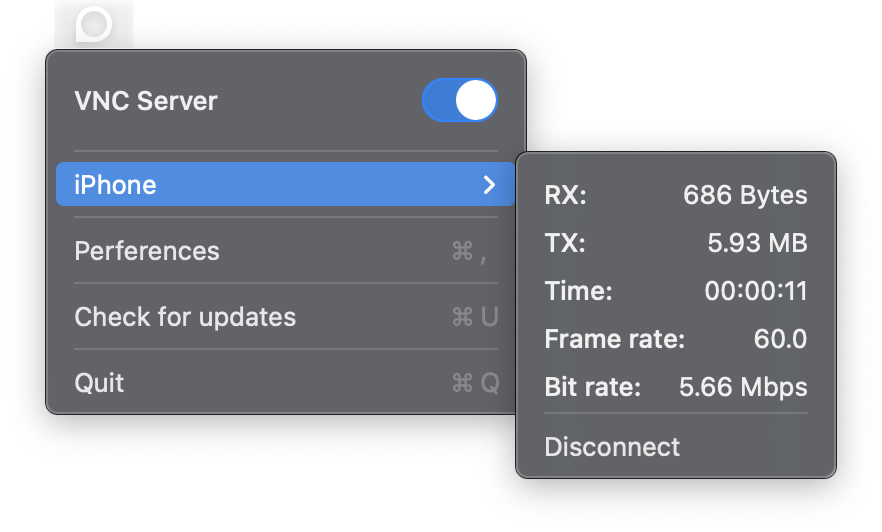 VNC Server
iPhone
Perferences ⌘ ,
Check for updates ⌘ U
Quit ⌘ Q
RX: 686 Bytes
TX: 5.93 MB
Time: 00:00:11
Frame rate: 60.0
Bit rate: 5.66 Mbps
Disconnect